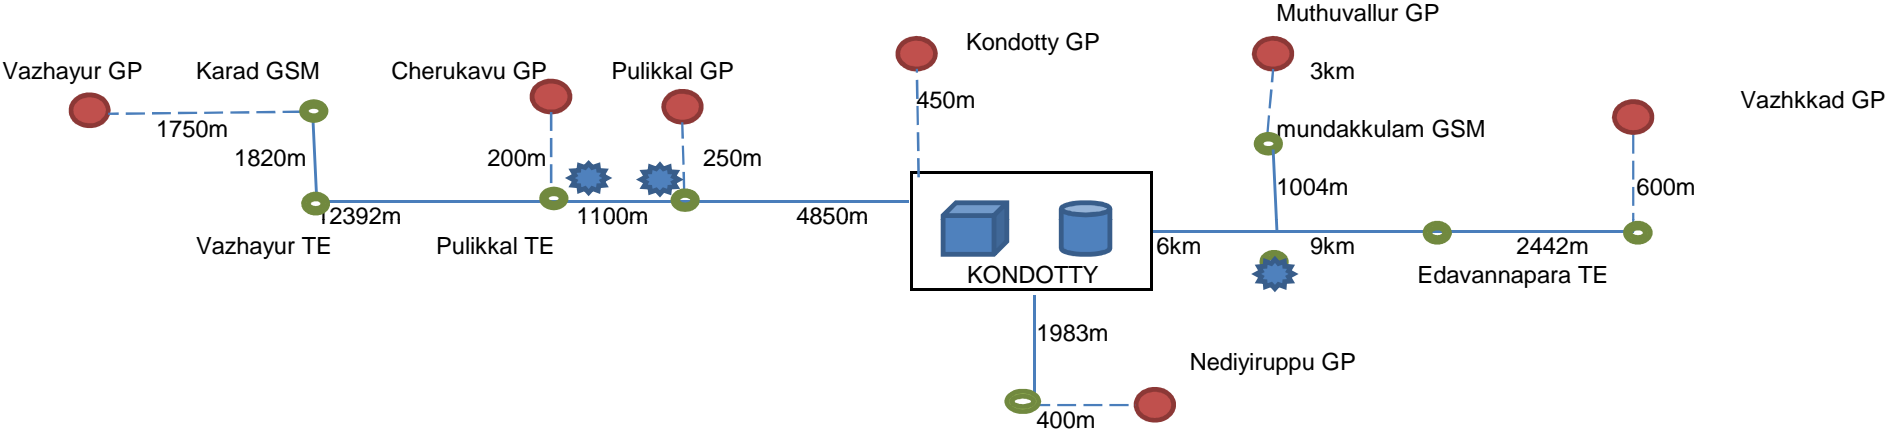 Muthuvallur GP
Kondotty GP
Vazhayur GP
Karad GSM
Cherukavu GP
Pulikkal GP
3km
450m
Vazhkkad GP
1750m
mundakkulam GSM
1820m
200m
250m
1004m
600m
12392m
1100m
4850m
Vazhayur TE
Pulikkal TE
6km
9km
2442m
KONDOTTY
Edavannapara TE
1983m
Nediyiruppu GP
400m